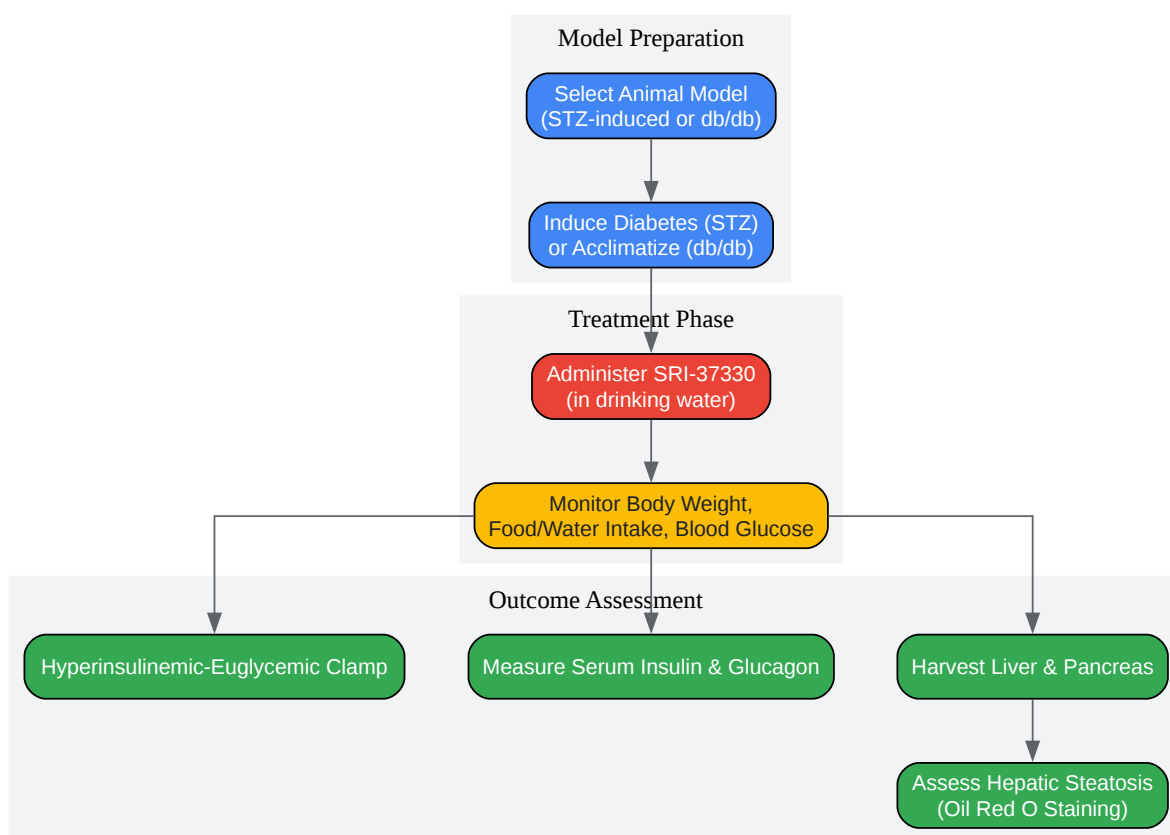 Model Preparation
Select Animal Model
(STZ-induced or db/db)
Induce Diabetes (STZ)
or Acclimatize (db/db)
Treatment Phase
Administer SRI-37330
(in drinking water)
Monitor Body Weight,
Food/Water Intake, Blood Glucose
Outcome Assessment
Hyperinsulinemic-Euglycemic Clamp
Measure Serum Insulin & Glucagon
Harvest Liver & Pancreas
Assess Hepatic Steatosis
(Oil Red O Staining)